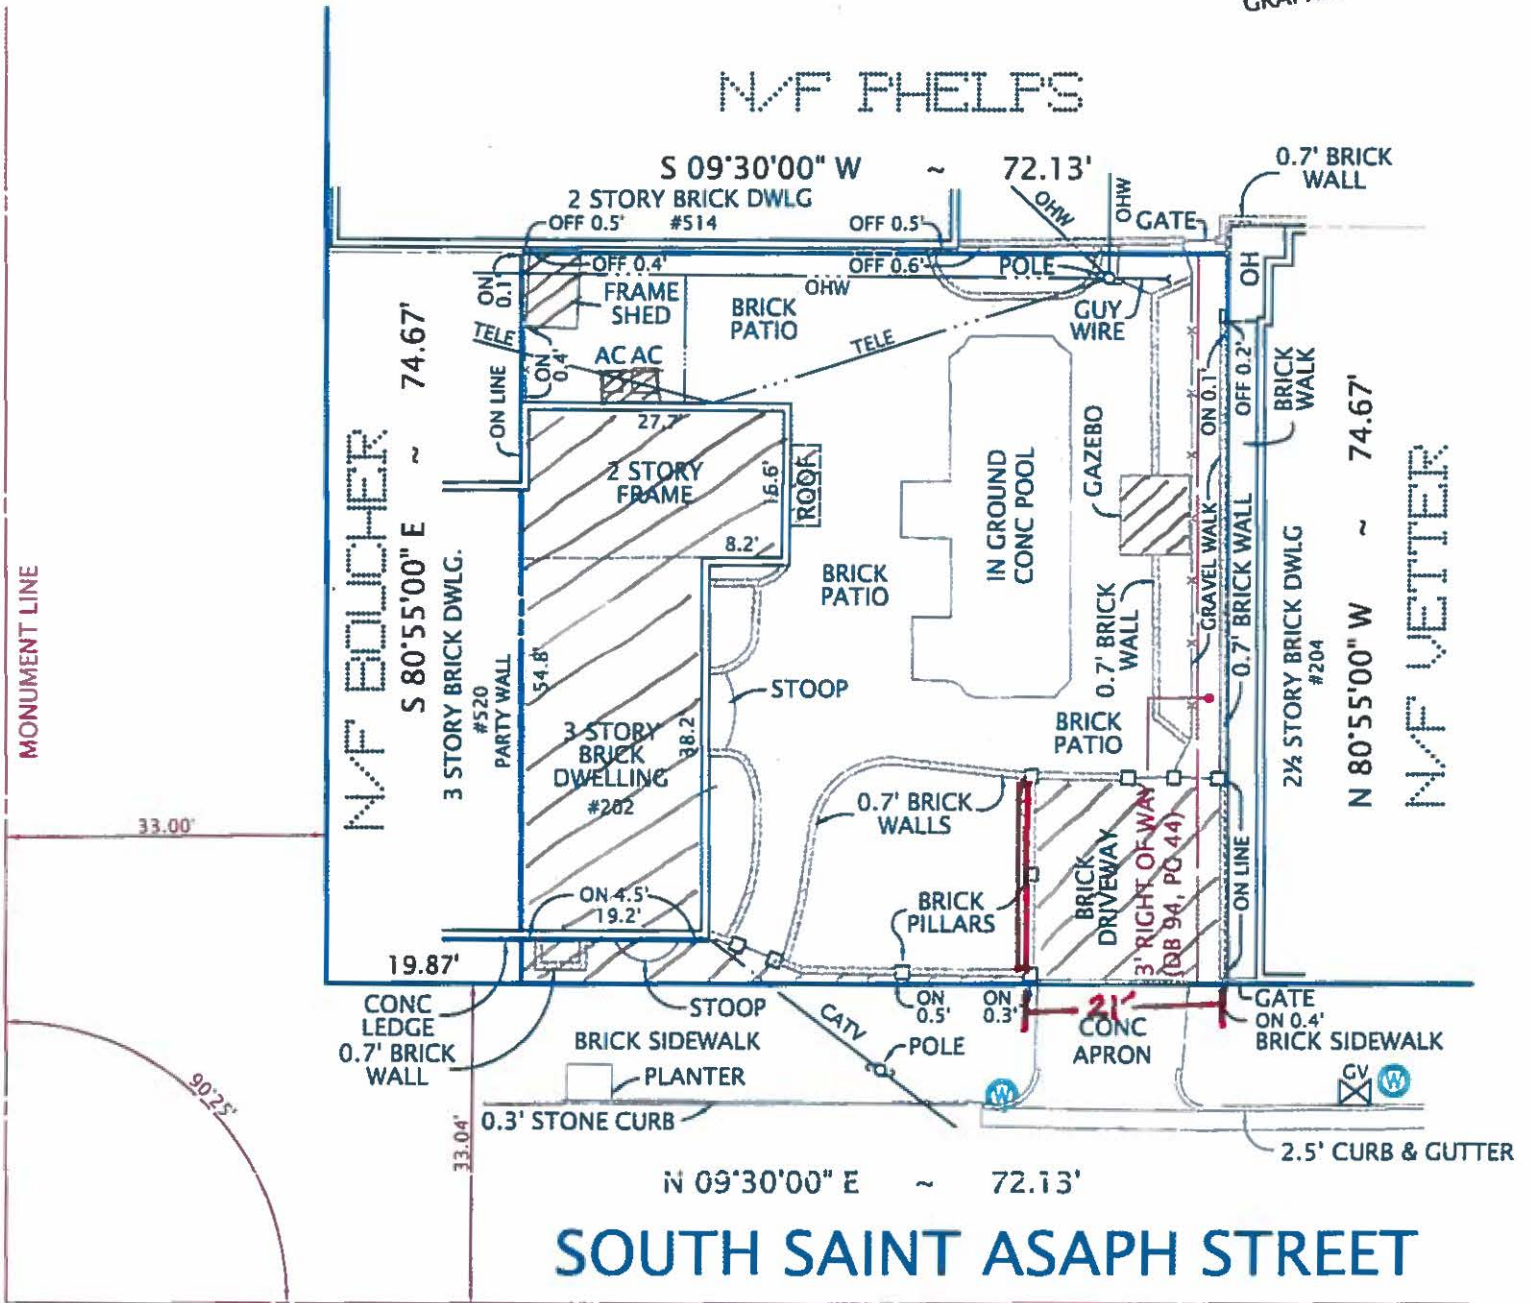 N/F PHELPS
S 09°30'00" W ~ 72.13'
0.7' BRICK
WALL
2 STORY BRICK DWLG
#514
OFF 0.5'
OFF 0.5'
OHW
OHW
GATE
OFF 0.4'
OFF 0.6'
POLE
OH
ON
0.1'
OHW
FRAME
SHED
BRICK
PATIO
GUY
WIRE
TELE
TELE
AC AC
ON
0.4'
ON LINE
ON 0.1'
OFF 0.2'
BRICK
WALK
N/F BOUCHER
S 80°55'00" E ~ 74.67'
27.7'
2 STORY
FRAME
16.6'
ROOF
8.2'
IN GROUND
CONC POOL
GAZEBO
BRICK
PATIO
GRAVEL WALK
0.7' BRICK WALL
0.7' BRICK
WALL
2½ STORY BRICK DWLG
#204
N 80°55'00" W ~ 74.67'
N/F VETTER
MONUMENT LINE
3 STORY BRICK DWLG.
#520
PARTY WALL
54.8'
STOOP
38.2
3 STORY
BRICK
DWELLING
#202
BRICK
PATIO
0.7' BRICK
WALLS
33.00'
BRICK
DRIVEWAY
3' RIGHT OF WAY
(DB 94, PG 44)
ON LINE
ON 4.5'
19.2'
BRICK
PILLARS
19.87'
CONC
LEDGE
0.7' BRICK
WALL
STOOP
ON
0.5'
ON
0.3'
21'
GATE
ON 0.4'
CONC
APRON
BRICK SIDEWALK
BRICK SIDEWALK
CATV
POLE
PLANTER
W
GV
W
90°25'
33.04'
0.3' STONE CURB
2.5' CURB & GUTTER
N 09°30'00" E ~ 72.13'
SOUTH SAINT ASAPH STREET